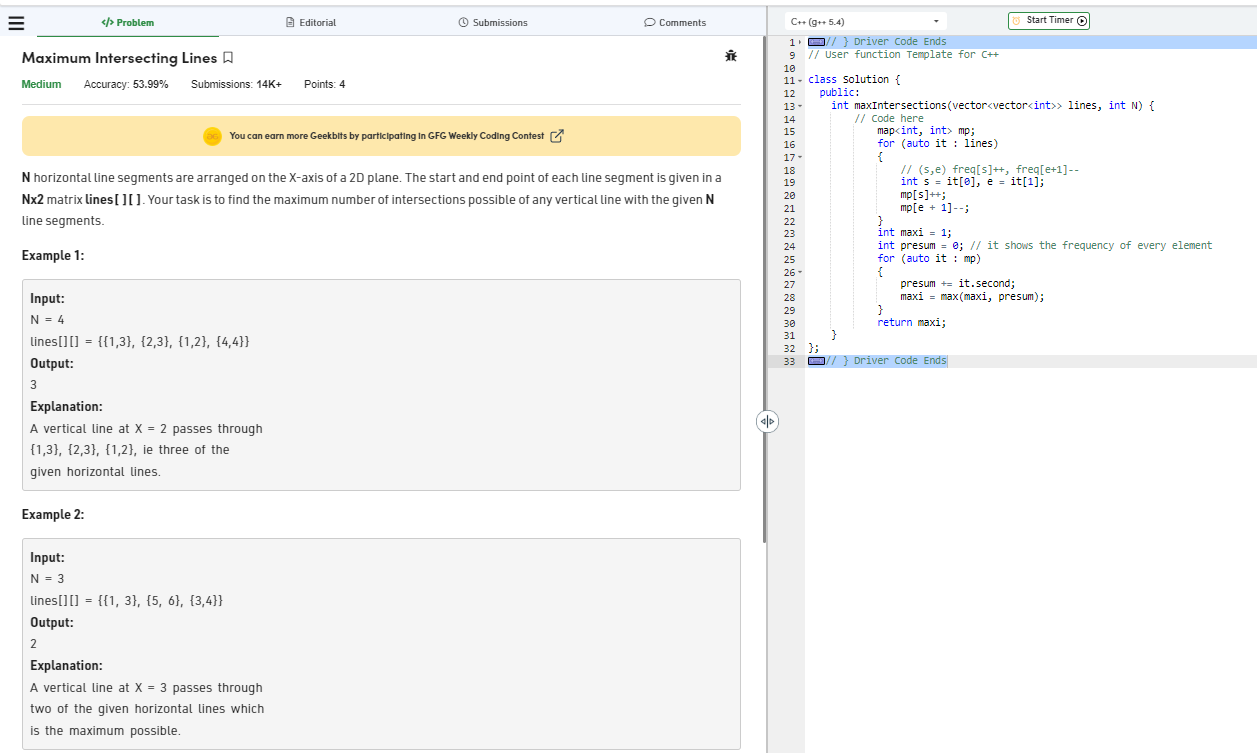 </> Problem
Editorial
Submissions
Comments
Maximum Intersecting Lines
Medium Accuracy: 53.99% Submissions: 14K+ Points: 4
You can earn more Geekbits by participating in GFG Weekly Coding Contest
N horizontal line segments are arranged on the X-axis of a 2D plane. The start and end point of each line segment is given in a
Nx2 matrix lines[ ][ ]. Your task is to find the maximum number of intersections possible of any vertical line with the given N
line segments.
Example 1:
Input:
N = 4
lines[][] = {{1,3}, {2,3}, {1,2}, {4,4}}
Output:
3
Explanation:
A vertical line at X = 2 passes through
{1,3}, {2,3}, {1,2}, ie three of the
given horizontal lines.
Example 2:
Input:
N = 3
lines[][] = {{1, 3}, {5, 6}, {3,4}}
Output:
2
Explanation:
A vertical line at X = 3 passes through
two of the given horizontal lines which
is the maximum possible.
C++ (g++ 5.4)
Start Timer
1 // } Driver Code Ends
9 // User function Template for C++
10
11 class Solution {
12 public:
13 int maxIntersections(vector<vector<int>> lines, int N) {
14 // Code here
15 map<int, int> mp;
16 for (auto it : lines)
17 {
18 // (s,e) freq[s]++, freq[e+1]--
19 int s = it[0], e = it[1];
20 mp[s]++;
21 mp[e + 1]--;
22 }
23 int maxi = 1;
24 int presum = 0; // it shows the frequency of every element
25 for (auto it : mp)
26 {
27 presum += it.second;
28 maxi = max(maxi, presum);
29 }
30 return maxi;
31 }
32 };
33 // } Driver Code Ends